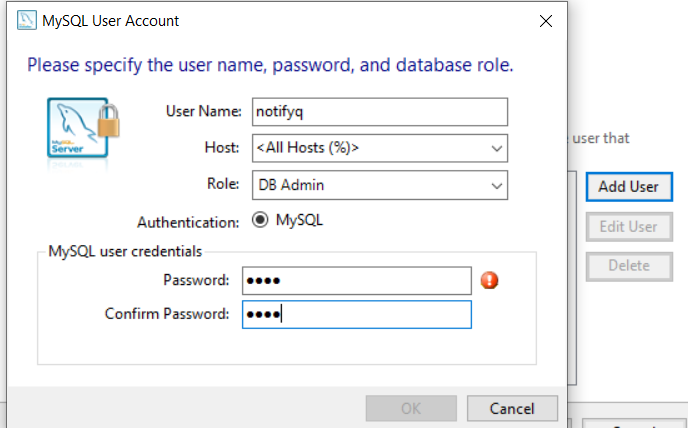 MySQL User Account
Please specify the user name, password, and database role.
MySQL
Server
User Name: notifyq
Host: <All Hosts (%)>
Role: DB Admin
Authentication: MySQL
MySQL user credentials
Password: ●●●●
Confirm Password: ●●●●
OK Cancel
user that
Add User
Edit User
Delete